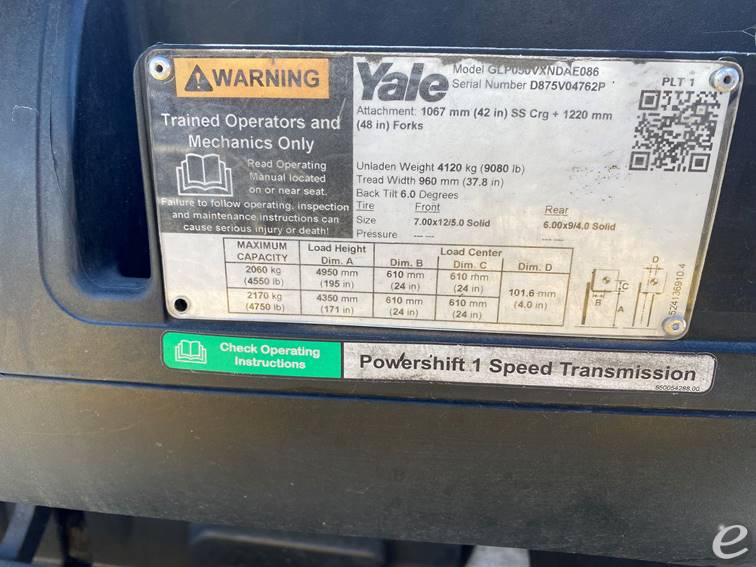 WARNING
Trained Operators and
Mechanics Only
Read Operating
Manual located
on or near seat.
Failure to follow operating, inspection
and maintenance instructions can
cause serious injury or death!
Yale
Model GLP050VXNDAE086
Serial Number D875V04762P
PLT 1
Attachment: 1067 mm (42 in) SS Crg + 1220 mm
(48 in) Forks
Unladen Weight 4120 kg (9080 lb)
Tread Width 960 mm (37.8 in)
Back Tilt 6.0 Degrees
Tire Front Rear
Size 7.00x12/5.0 Solid 6.00x9/4.0 Solid
Pressure --- --- --- ---
MAXIMUM CAPACITY Load Height Dim. A Load Center Dim. B Dim. C Dim. D
2060 kg (4550 lb) 4950 mm (195 in) 610 mm (24 in) 610 mm (24 in) 101.6 mm (4.0 in)
2170 kg (4750 lb) 4350 mm (171 in) 610 mm (24 in) 610 mm (24 in)
D
C
B
A
524136910.4
Check Operating
Instructions
Powershift 1 Speed Transmission
550054288.00
e